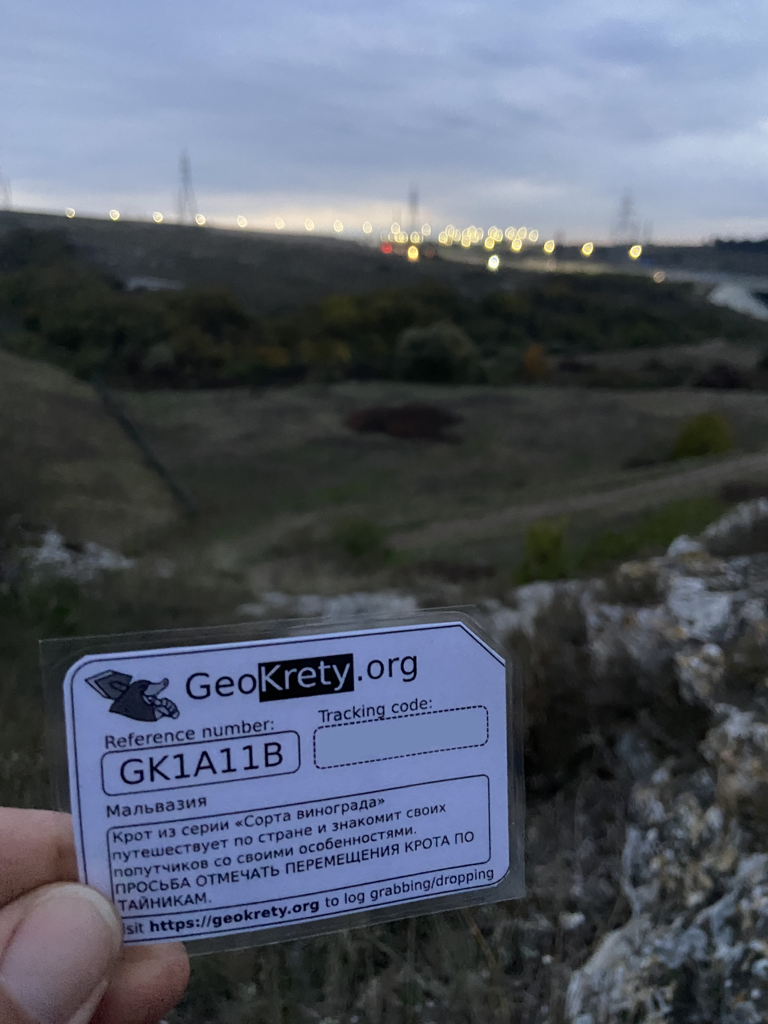 GeoKrety.org
Reference number:
Tracking code:
GK1A11B
Мальвазия
Крот из серии «Сорта винограда»
путешествует по стране и знакомит своих
попутчиков со своими особенностями.
ПРОСЬБА ОТМЕЧАТЬ ПЕРЕМЕЩЕНИЯ КРОТА ПО
ТАЙНИКАМ.
https://geokrety.org to log grabbing/dropping